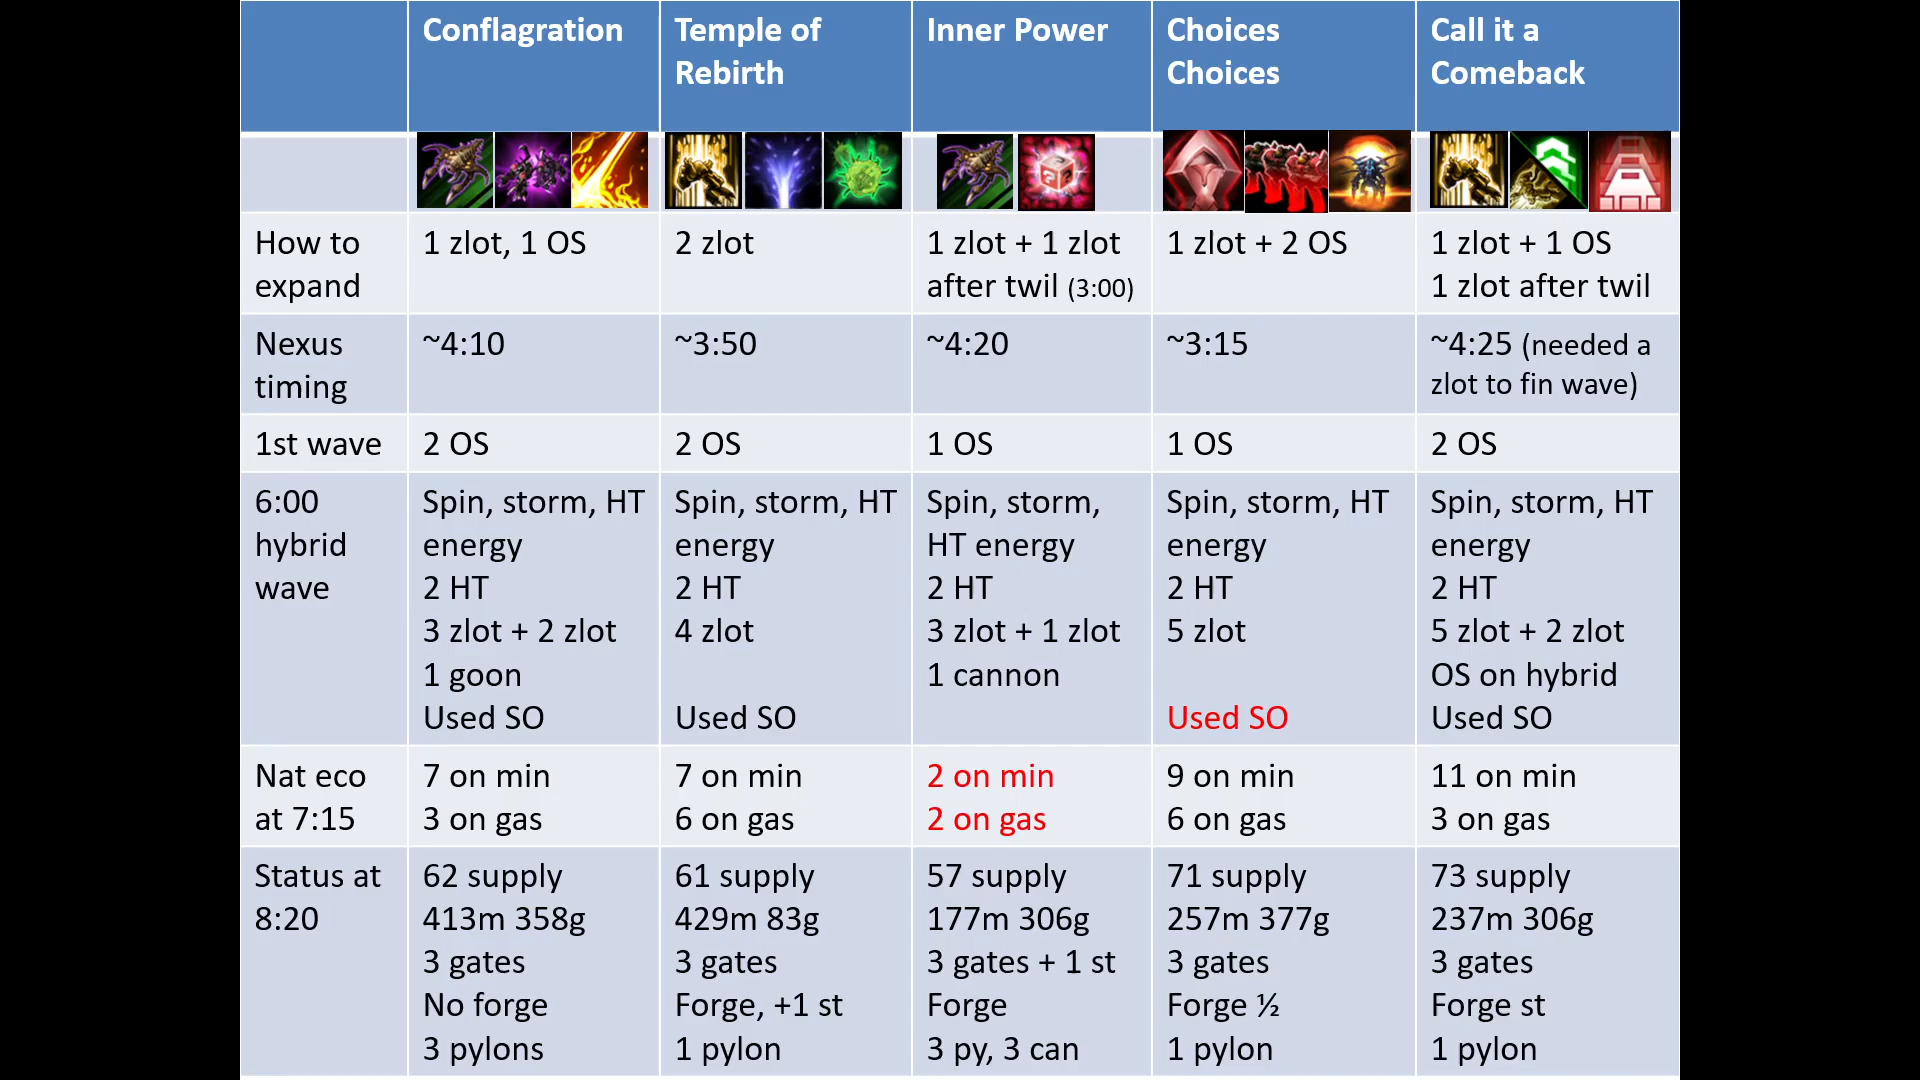 Conflagration
Temple of
Rebirth
Inner Power
Choices
Choices
Call it a
Comeback
How to
expand
1 zlot, 1 OS
2 zlot
1 zlot + 1 zlot
after twil (3:00)
1 zlot + 2 OS
1 zlot + 1 OS
1 zlot after twil
Nexus
timing
~4:10
~3:50
~4:20
~3:15
~4:25 (needed a
zlot to fin wave)
1st wave
2 OS
2 OS
1 OS
1 OS
2 OS
6:00
hybrid
wave
Spin, storm, HT
energy
2 HT
3 zlot + 2 zlot
1 goon
Used SO
Spin, storm, HT
energy
2 HT
4 zlot
Used SO
Spin, storm,
HT energy
2 HT
3 zlot + 1 zlot
1 cannon
Spin, storm, HT
energy
2 HT
5 zlot
Used SO
Spin, storm, HT
energy
2 HT
5 zlot + 2 zlot
OS on hybrid
Used SO
Nat eco
at 7:15
7 on min
3 on gas
7 on min
6 on gas
2 on min
2 on gas
9 on min
6 on gas
11 on min
3 on gas
Status at
8:20
62 supply
413m 358g
3 gates
No forge
3 pylons
61 supply
429m 83g
3 gates
Forge, +1 st
1 pylon
57 supply
177m 306g
3 gates + 1 st
Forge
3 py, 3 can
71 supply
257m 377g
3 gates
Forge ½
1 pylon
73 supply
237m 306g
3 gates
Forge st
1 pylon